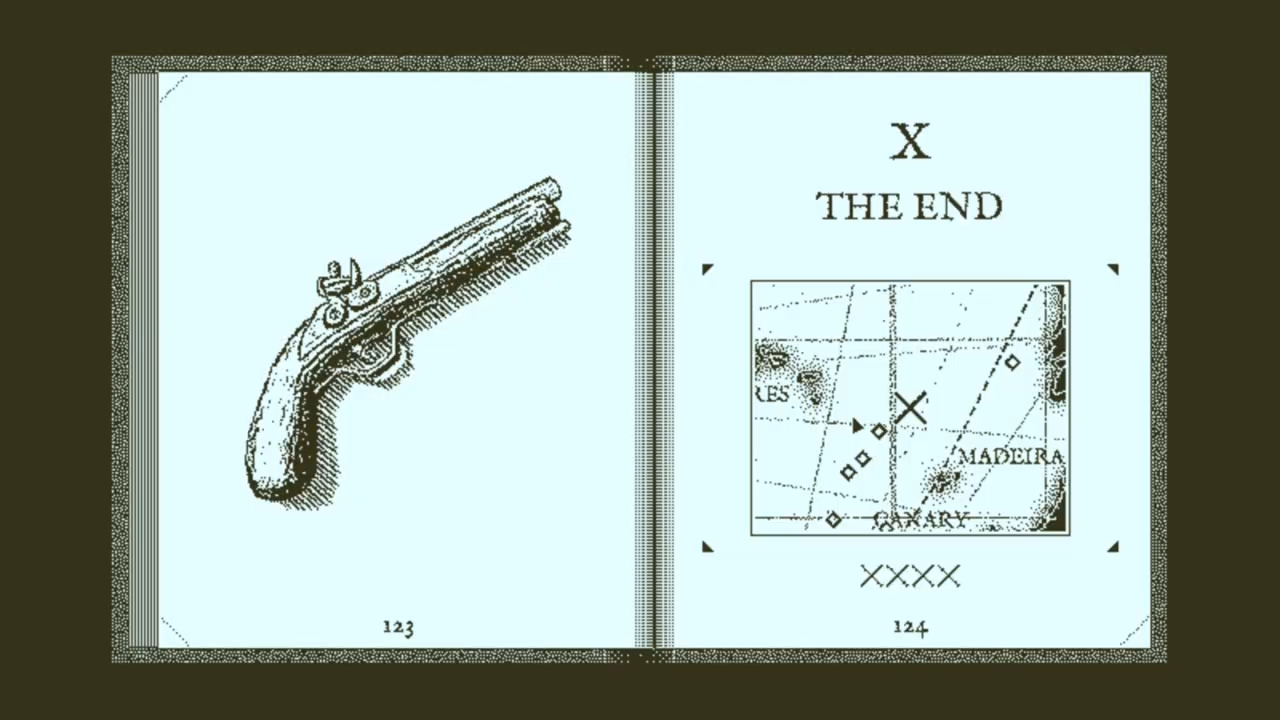 X
THE END
RES
MADEIRA
CANARY
XXXX
123
124